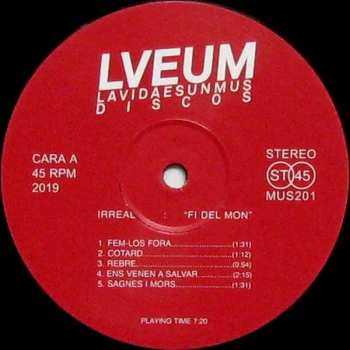 LVEUM
LAVIDAESUNMUS
DISCOS
CARA A
45 RPM
2019
STEREO
ST 45
MUS201
IRREAL : "FI DEL MON"
1. FEM-LOS FORA..............(1:31)
2. COTARD..............(1:12)
3. REBRE..............(0:54)
4. ENS VENEN A SALVAR..............(2:15)
5. SAGNES I MORS..............(1:31)
PLAYING TIME 7:20